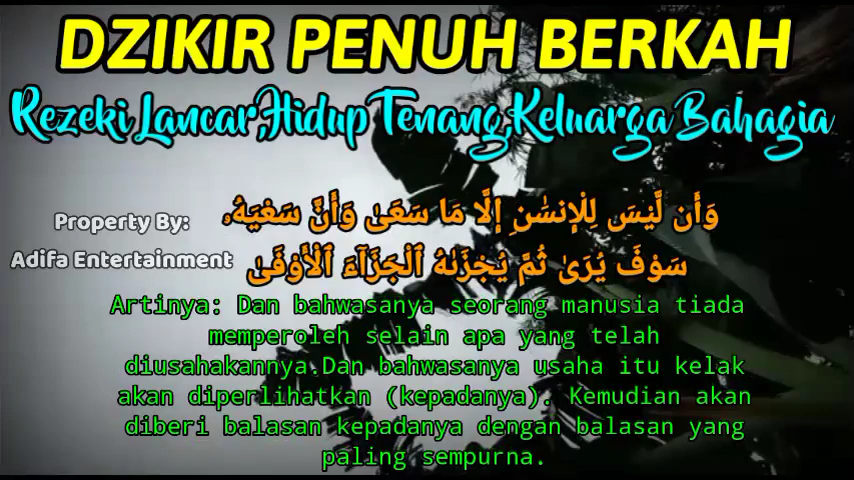 DZIKIR PENUH BERKAH
Rezeki Lancar,Hidup Tenang,Keluarga Bahagia
Property By:
Adifa Entertainment
وَأَن لَّيْسَ لِلْإِنسَٰنِ إِلَّا مَا سَعَىٰ وَأَنَّ سَعْيَهُۥ
سَوْفَ يُرَىٰ ثُمَّ يُجْزَىٰهُ ٱلْجَزَآءَ ٱلْأَوْفَىٰ
Artinya: Dan bahwasanya seorang manusia tiada
memperoleh selain apa yang telah
diusahakannya.Dan bahwasanya usaha itu kelak
akan diperlihatkan (kepadanya). Kemudian akan
diberi balasan kepadanya dengan balasan yang
paling sempurna.